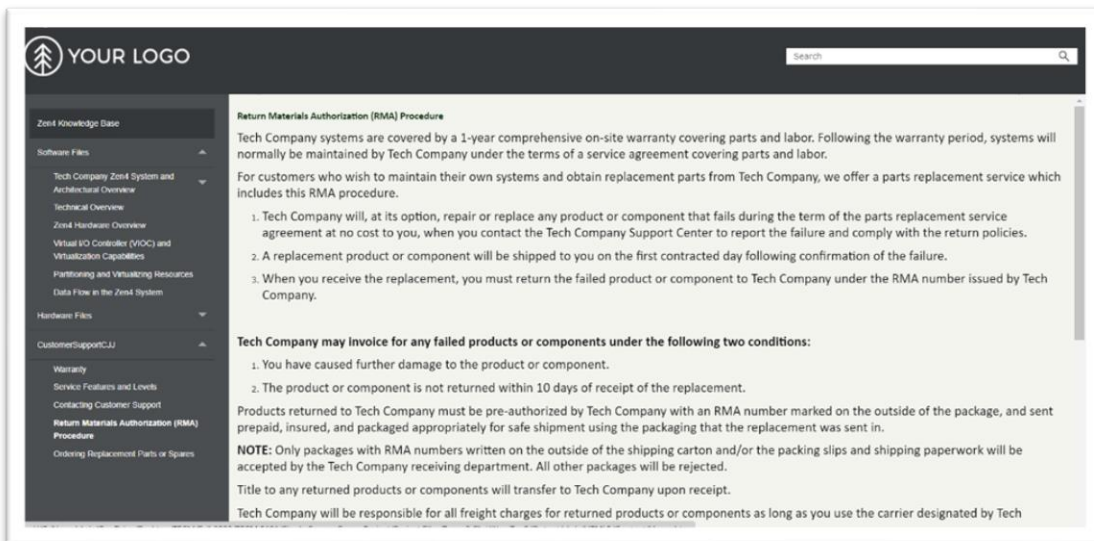 YOUR LOGO
Search
Zen4 Knowledge Base
Software Files
Tech Company Zen4 System and
Architectural Overview
Technical Overview
Zen4 Hardware Overview
Virtual I/O Controller (VIOC) and
Virtualization Capabilities
Partitioning and Virtualizing Resources
Data Flow in the Zen4 System
Hardware Files
CustomerSupportCJJ
Warranty
Service Features and Levels
Contacting Customer Support
Return Materials Authorization (RMA)
Procedure
Ordering Replacement Parts or Spares
Return Materials Authorization (RMA) Procedure
Tech Company systems are covered by a 1-year comprehensive on-site warranty covering parts and labor. Following the warranty period, systems will
normally be maintained by Tech Company under the terms of a service agreement covering parts and labor.
For customers who wish to maintain their own systems and obtain replacement parts from Tech Company, we offer a parts replacement service which
includes this RMA procedure.
1. Tech Company will, at its option, repair or replace any product or component that fails during the term of the parts replacement service
agreement at no cost to you, when you contact the Tech Company Support Center to report the failure and comply with the return policies.
2. A replacement product or component will be shipped to you on the first contracted day following confirmation of the failure.
3. When you receive the replacement, you must return the failed product or component to Tech Company under the RMA number issued by Tech
Company.
Tech Company may invoice for any failed products or components under the following two conditions:
1. You have caused further damage to the product or component.
2. The product or component is not returned within 10 days of receipt of the replacement.
Products returned to Tech Company must be pre-authorized by Tech Company with an RMA number marked on the outside of the package, and sent
prepaid, insured, and packaged appropriately for safe shipment using the packaging that the replacement was sent in.
NOTE: Only packages with RMA numbers written on the outside of the shipping carton and/or the packing slips and shipping paperwork will be
accepted by the Tech Company receiving department. All other packages will be rejected.
Title to any returned products or components will transfer to Tech Company upon receipt.
Tech Company will be responsible for all freight charges for returned products or components as long as you use the carrier designated by Tech